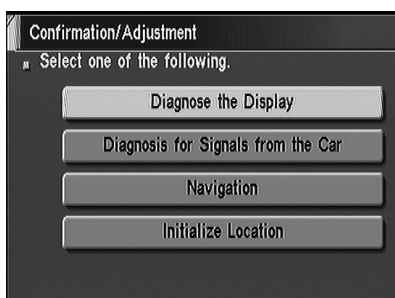 Confirmation/Adjustment
Select one of the following.
Diagnose the Display
Diagnosis for Signals from the Car
Navigation
Initialize Location